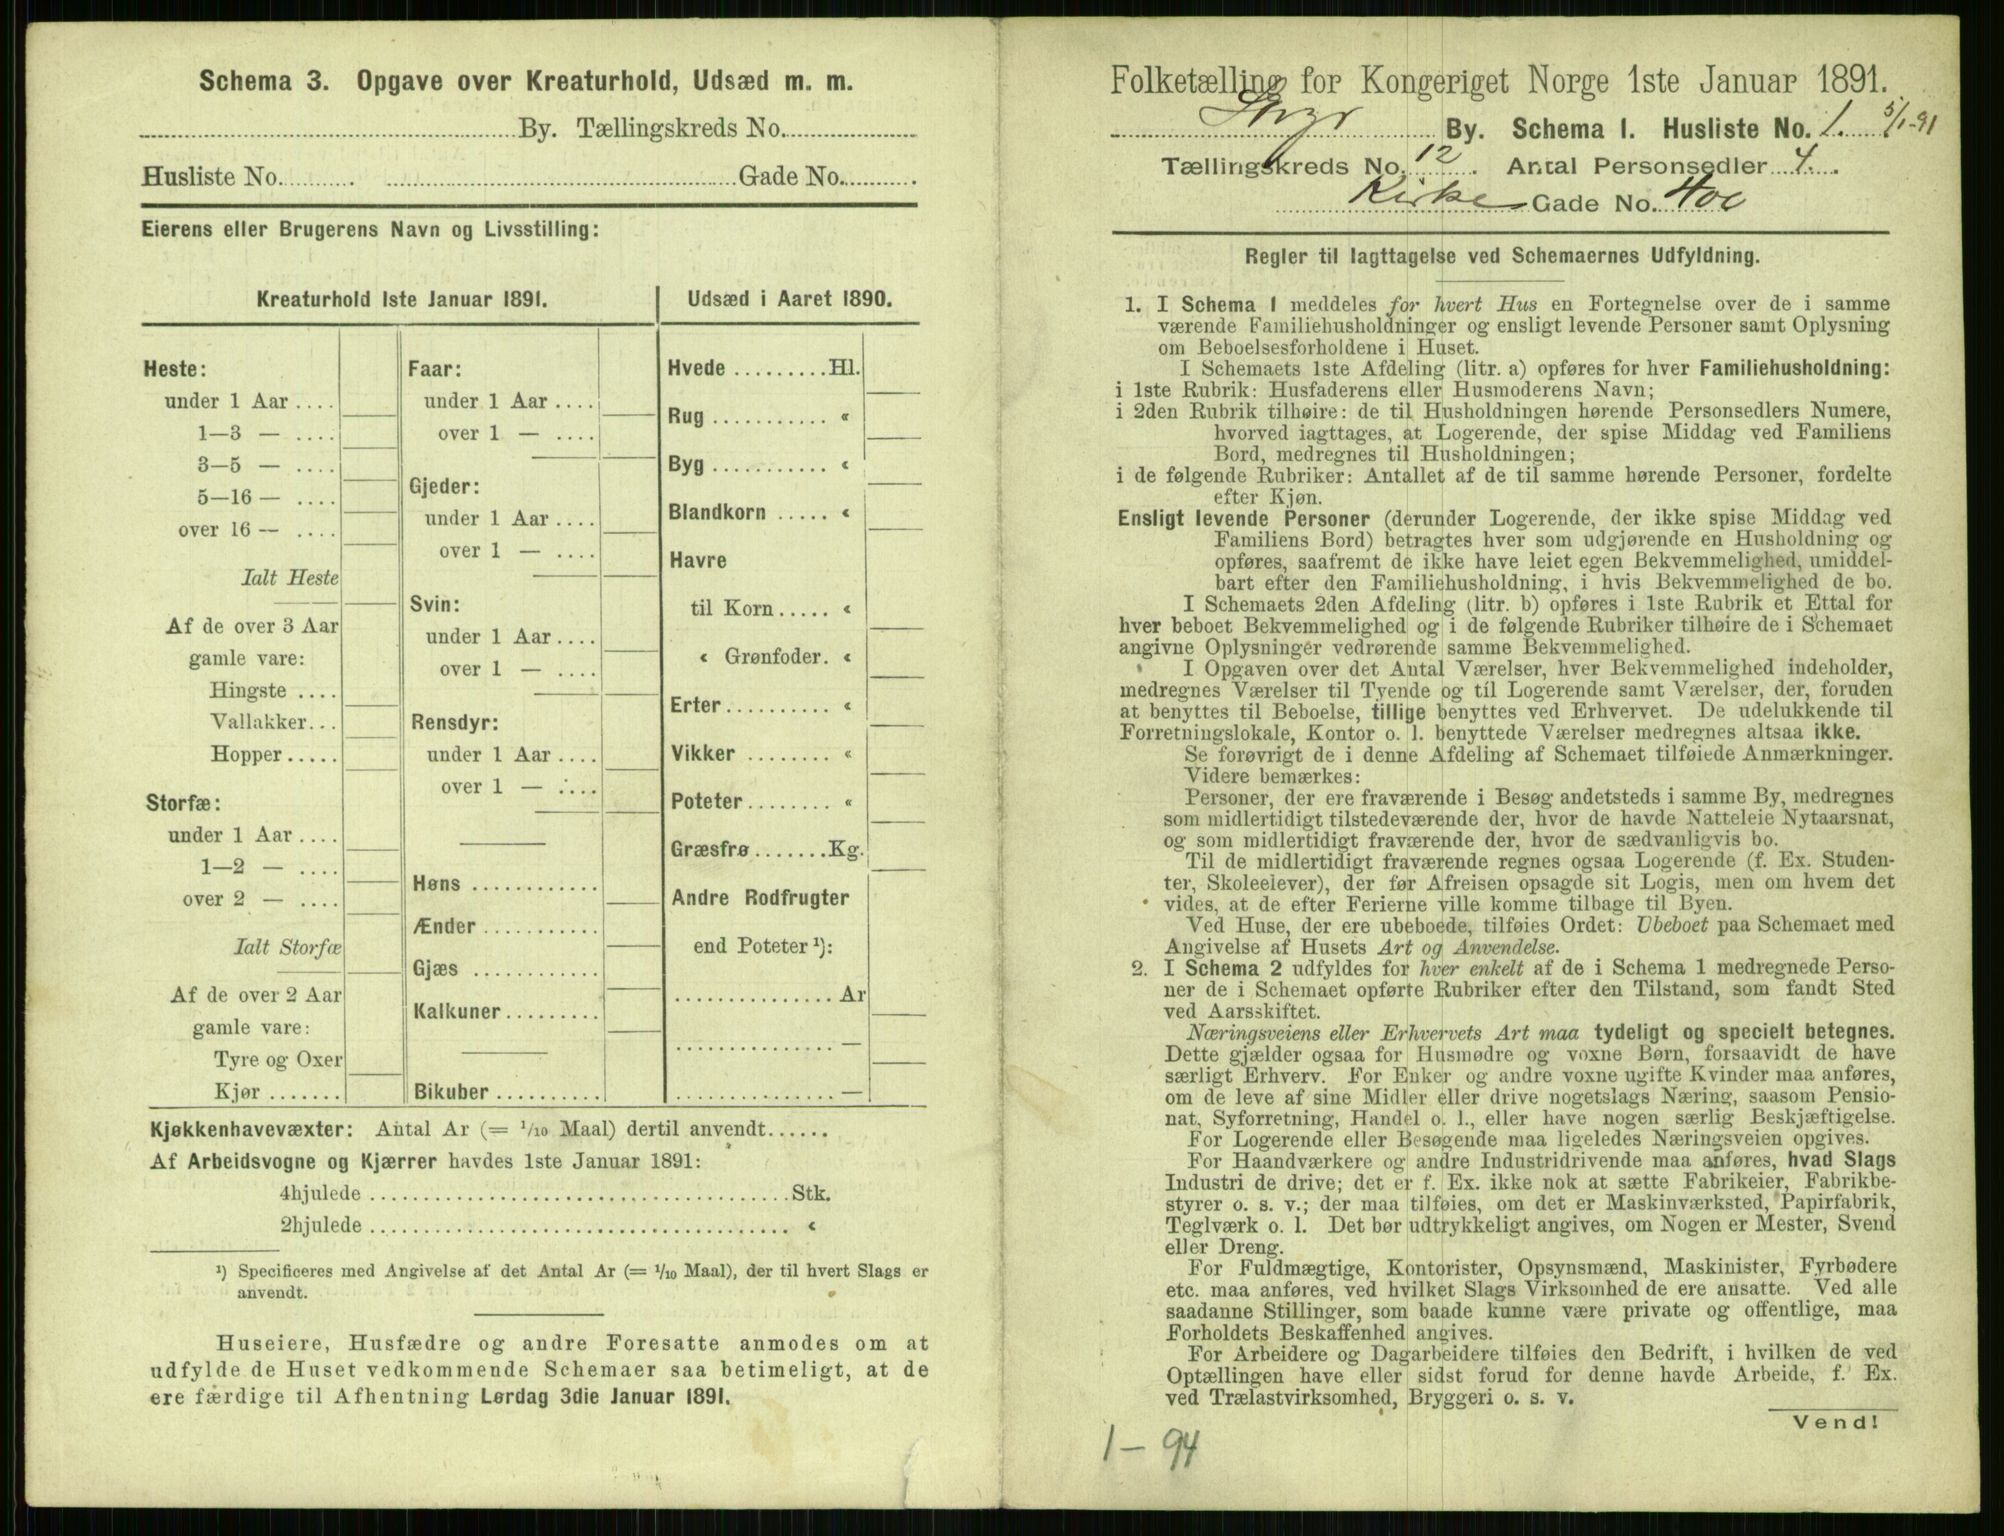 Schema 3. Opgave over Kreaturhold, Udsæd m. m.
By. Tællingskreds No.
Husliste No. Gade No.
Eierens eller Brugerens Navn og Livsstilling:
Kreaturhold 1ste Januar 1891.
Heste:
under 1 Aar ....
1—3 — ....
3—5 — ....
5—16 — ....
over 16 — ....
Ialt Heste
Af de over 3 Aar
gamle vare:
Hingste ....
Vallakker...
Hopper.....
Storfæ:
under 1 Aar ....
1—2 — ....
over 2 — ....
Ialt Storfæ
Af de over 2 Aar
gamle vare:
Tyre og Oxer
Kjør .......
Faar:
under 1 Aar ....
over 1 — ....
Gjeder:
under 1 Aar ....
over 1 — ....
Svin:
under 1 Aar ....
over 1 — ....
Rensdyr:
under 1 Aar ....
over 1 — ....
Høns ............
Ænder ...........
Gjæs ............
Kalkuner.........
Bikuber ..........
Udsæd i Aaret 1890.
Hvede .........Hl.
Rug ........... «
Byg ........... «
Blandkorn ..... «
Havre
til Korn ..... «
« Grønfoder. «
Erter.......... «
Vikker ........ «
Poteter........ «
Græsfrø .......Kg.
Andre Rodfrugter
end Poteter ¹):
............... Ar
............... —
............... —
Kjøkkenhavevæxter: Antal Ar (= 1/10 Maal) dertil anvendt......
Af Arbeidsvogne og Kjærrer havdes 1ste Januar 1891:
4hjulede ........................................Stk.
2hjulede ........................................ «
¹) Specificeres med Angivelse af det Antal Ar (= 1/10 Maal), der til hvert Slags er
anvendt.
Huseiere, Husfædre og andre Foresatte anmodes om at
udfylde de Huset vedkommende Schemaer saa betimeligt, at de
ere færdige til Afhentning Lørdag 3die Januar 1891.
Folketælling for Kongeriget Norge 1ste Januar 1891.
By. Schema 1. Husliste No. 1. 5/1-91
Tællingskreds No. 12. Antal Personsedler 4.
Kirke Gade No. 40c
Regler til Iagttagelse ved Schemaernes Udfyldning.
1. I Schema 1 meddeles for hvert Hus en Fortegnelse over de i samme
værende Familiehusholdninger og ensligt levende Personer samt Oplysning
om Beboelsesforholdene i Huset.
I Schemaets 1ste Afdeling (litr. a) opføres for hver Familiehusholdning:
i 1ste Rubrik: Husfaderens eller Husmoderens Navn;
i 2den Rubrik tilhøire: de til Husholdningen hørende Personsedlers Numere,
hvorved iagttages, at Logerende, der spise Middag ved Familiens
Bord, medregnes til Husholdningen;
i de følgende Rubriker: Antallet af de til samme hørende Personer, fordelte
efter Kjøn.
Ensligt levende Personer (derunder Logerende, der ikke spise Middag ved
Familiens Bord) betragtes hver som udgjørende en Husholdning og
opføres, saafremt de ikke have leiet egen Bekvemmelighed, umiddel-
bart efter den Familiehusholdning, i hvis Bekvemmelighed de bo.
I Schemaets 2den Afdeling (litr. b) opføres i 1ste Rubrik et Ettal for
hver beboet Bekvemmelighed og i de følgende Rubriker tilhøire de i Schemaet
angivne Oplysninger vedrørende samme Bekvemmelighed.
I Opgaven over det Antal Værelser, hver Bekvemmelighed indeholder,
medregnes Værelser til Tyende og til Logerende samt Værelser, der, foruden
at benyttes til Beboelse, tillige benyttes ved Erhvervet. De udelukkende til
Forretningslokale, Kontor o. l. benyttede Værelser medregnes altsaa ikke.
Se forøvrigt de i denne Afdeling af Schemaet tilføiede Anmærkninger.
Videre bemærkes:
Personer, der ere fraværende i Besøg andetsteds i samme By, medregnes
som midlertidigt tilstedeværende der, hvor de havde Natteleie Nytaarsnat,
og som midlertidigt fraværende der, hvor de sædvanligvis bo.
Til de midlertidigt fraværende regnes ogsaa Logerende (f. Ex. Studen-
ter, Skoleelever), der før Afreisen opsagde sit Logis, men om hvem det
vides, at de efter Ferierne ville komme tilbage til Byen.
Ved Huse, der ere ubeboede, tilføies Ordet: Ubeboet paa Schemaet med
Angivelse af Husets Art og Anvendelse.
2. I Schema 2 udfyldes for hver enkelt af de i Schema 1 medregnede Perso-
ner de i Schemaet opførte Rubriker efter den Tilstand, som fandt Sted
ved Aarsskiftet.
Næringsveiens eller Erhvervets Art maa tydeligt og specielt betegnes.
Dette gjælder ogsaa for Husmødre og voxne Børn, forsaavidt de have
særligt Erhverv. For Enker og andre voxne ugifte Kvinder maa anføres,
om de leve af sine Midler eller drive nogetslags Næring, saasom Pensio-
nat, Syforretning, Handel o. l., eller have nogen særlig Beskjæftigelse.
For Logerende eller Besøgende maa ligeledes Næringsveien opgives.
For Haandværkere og andre Industridrivende maa anføres, hvad Slags
Industri de drive; det er f. Ex. ikke nok at sætte Fabrikeier, Fabrikbe-
styrer o. s. v.; der maa tilføies, om det er Maskinværksted, Papirfabrik,
Teglværk o. l. Det bør udtrykkeligt angives, om Nogen er Mester, Svend
eller Dreng.
For Fuldmægtige, Kontorister, Opsynsmænd, Maskinister, Fyrbødere
etc. maa anføres, ved hvilket Slags Virksomhed de ere ansatte. Ved alle
saadanne Stillinger, som baade kunne være private og offentlige, maa
Forholdets Beskaffenhed angives.
For Arbeidere og Dagarbeidere tilføies den Bedrift, i hvilken de ved
Optællingen have eller sidst forud for denne havde Arbeide, f. Ex.
ved Trælastvirksomhed, Bryggeri o. s. v.
Vend!
1 - 94